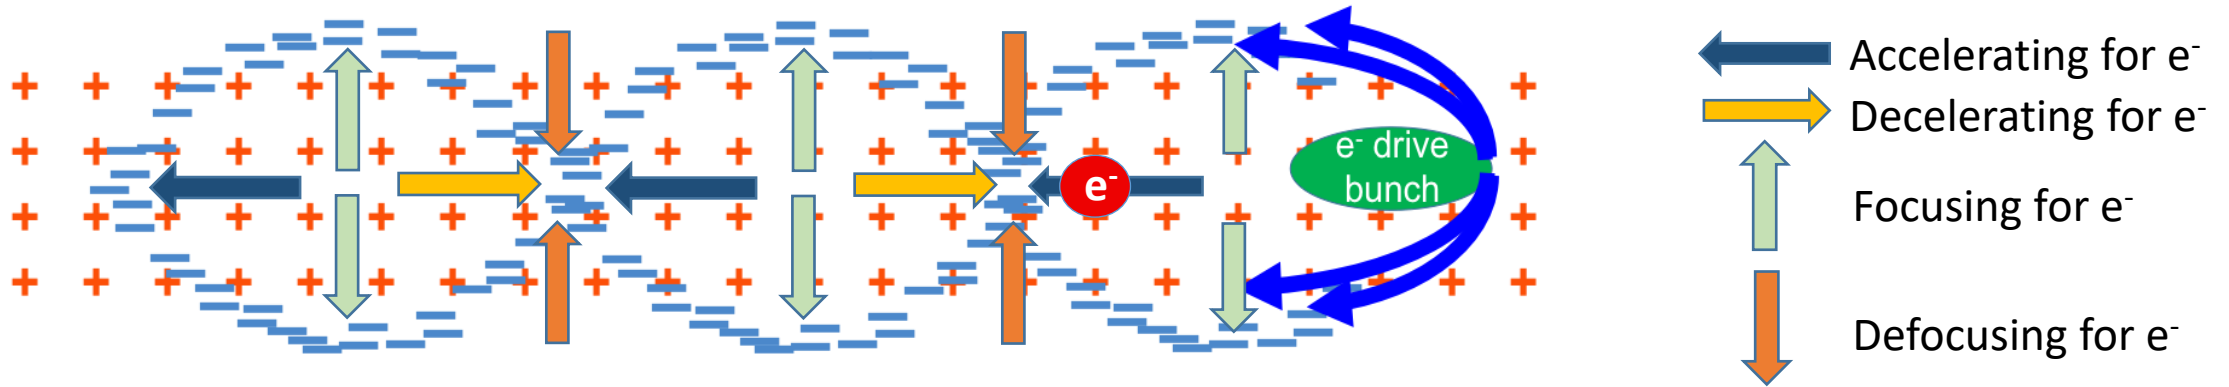 Accelerating for e⁻
Decelerating for e⁻
e⁻ drive
bunch
e⁻
Focusing for e⁻
Defocusing for e⁻